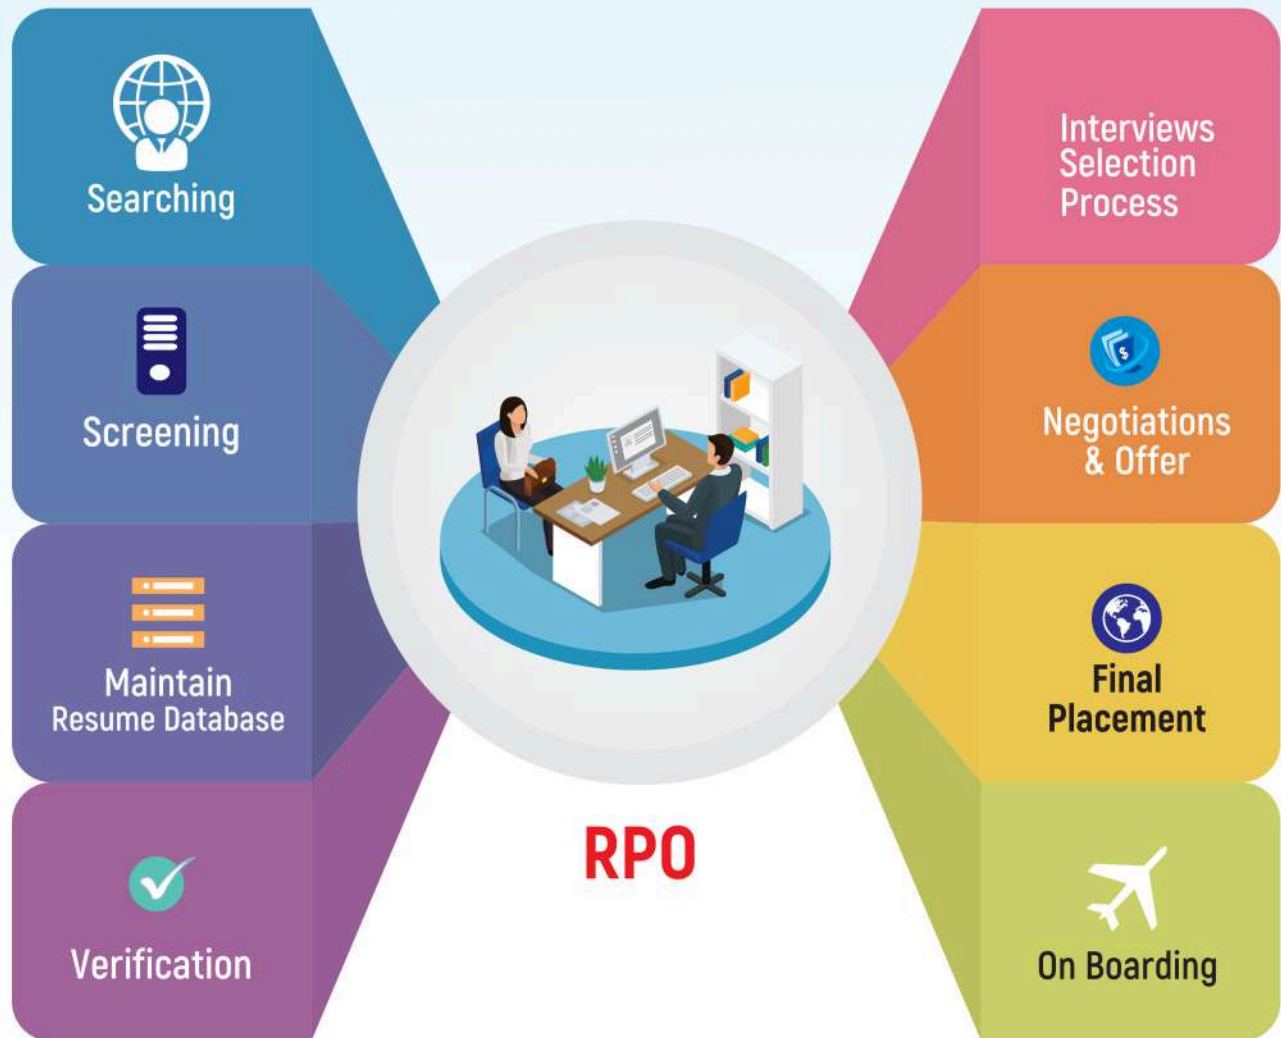 Searching
Screening
Maintain
Resume Database
Verification
RPO
Interviews
Selection
Process
Negotiations
& Offer
Final
Placement
On Boarding